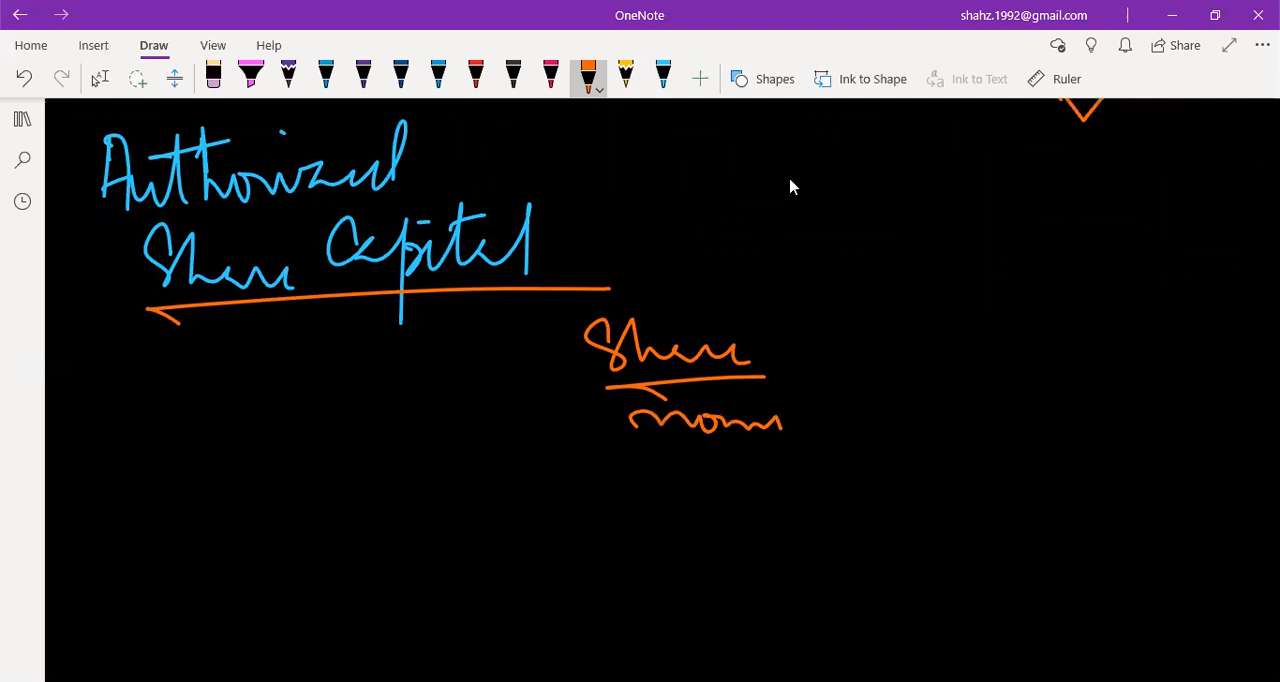 OneNote
shahz.1992@gmail.com
Home Insert Draw View Help
Share
Shapes Ink to Shape Ink to Text Ruler
Authorized
Share Capital
Share